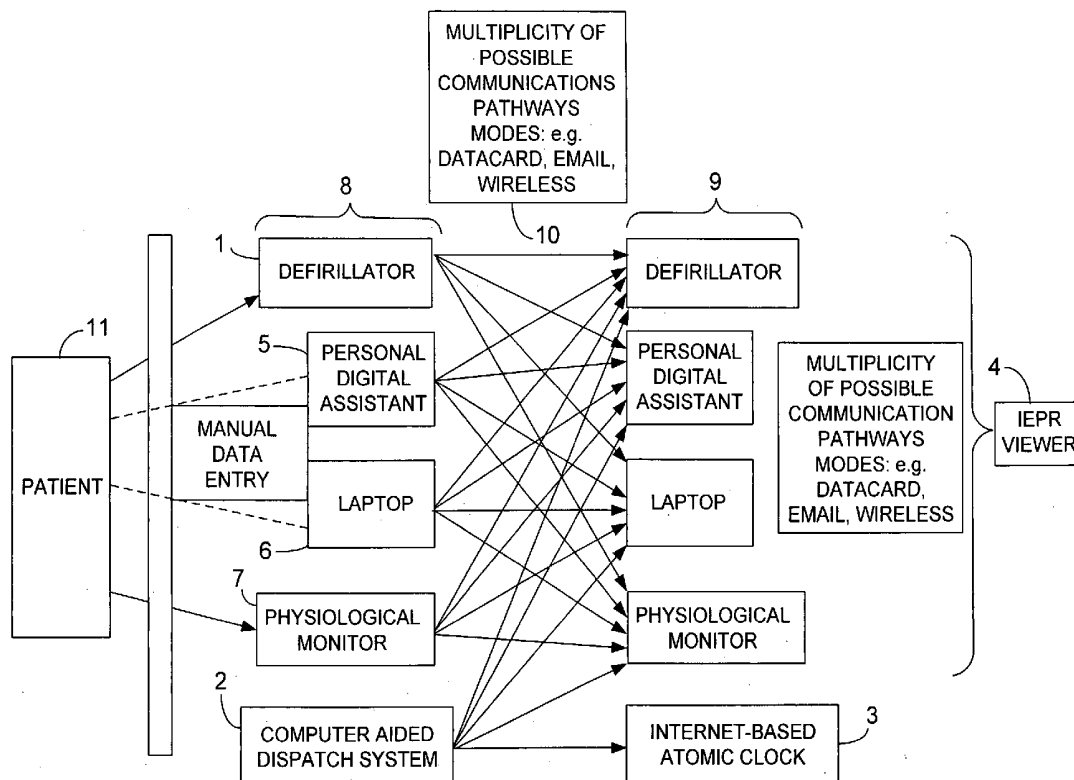 MULTIPLICITY OF
POSSIBLE
COMMUNICATIONS
PATHWAYS
MODES: e.g.
DATACARD, EMAIL,
WIRELESS
10
8
9
1
DEFIRILLATOR
DEFIRILLATOR
11
PATIENT
5
PERSONAL
DIGITAL
ASSISTANT
PERSONAL
DIGITAL
ASSISTANT
MANUAL
DATA
ENTRY
LAPTOP
6
LAPTOP
MULTIPLICITY
OF POSSIBLE
COMMUNICATION
PATHWAYS
MODES: e.g.
DATACARD,
EMAIL, WIRELESS
4
IEPR
VIEWER
7
PHYSIOLOGICAL
MONITOR
PHYSIOLOGICAL
MONITOR
2
COMPUTER AIDED
DISPATCH SYSTEM
INTERNET-BASED
ATOMIC CLOCK
3